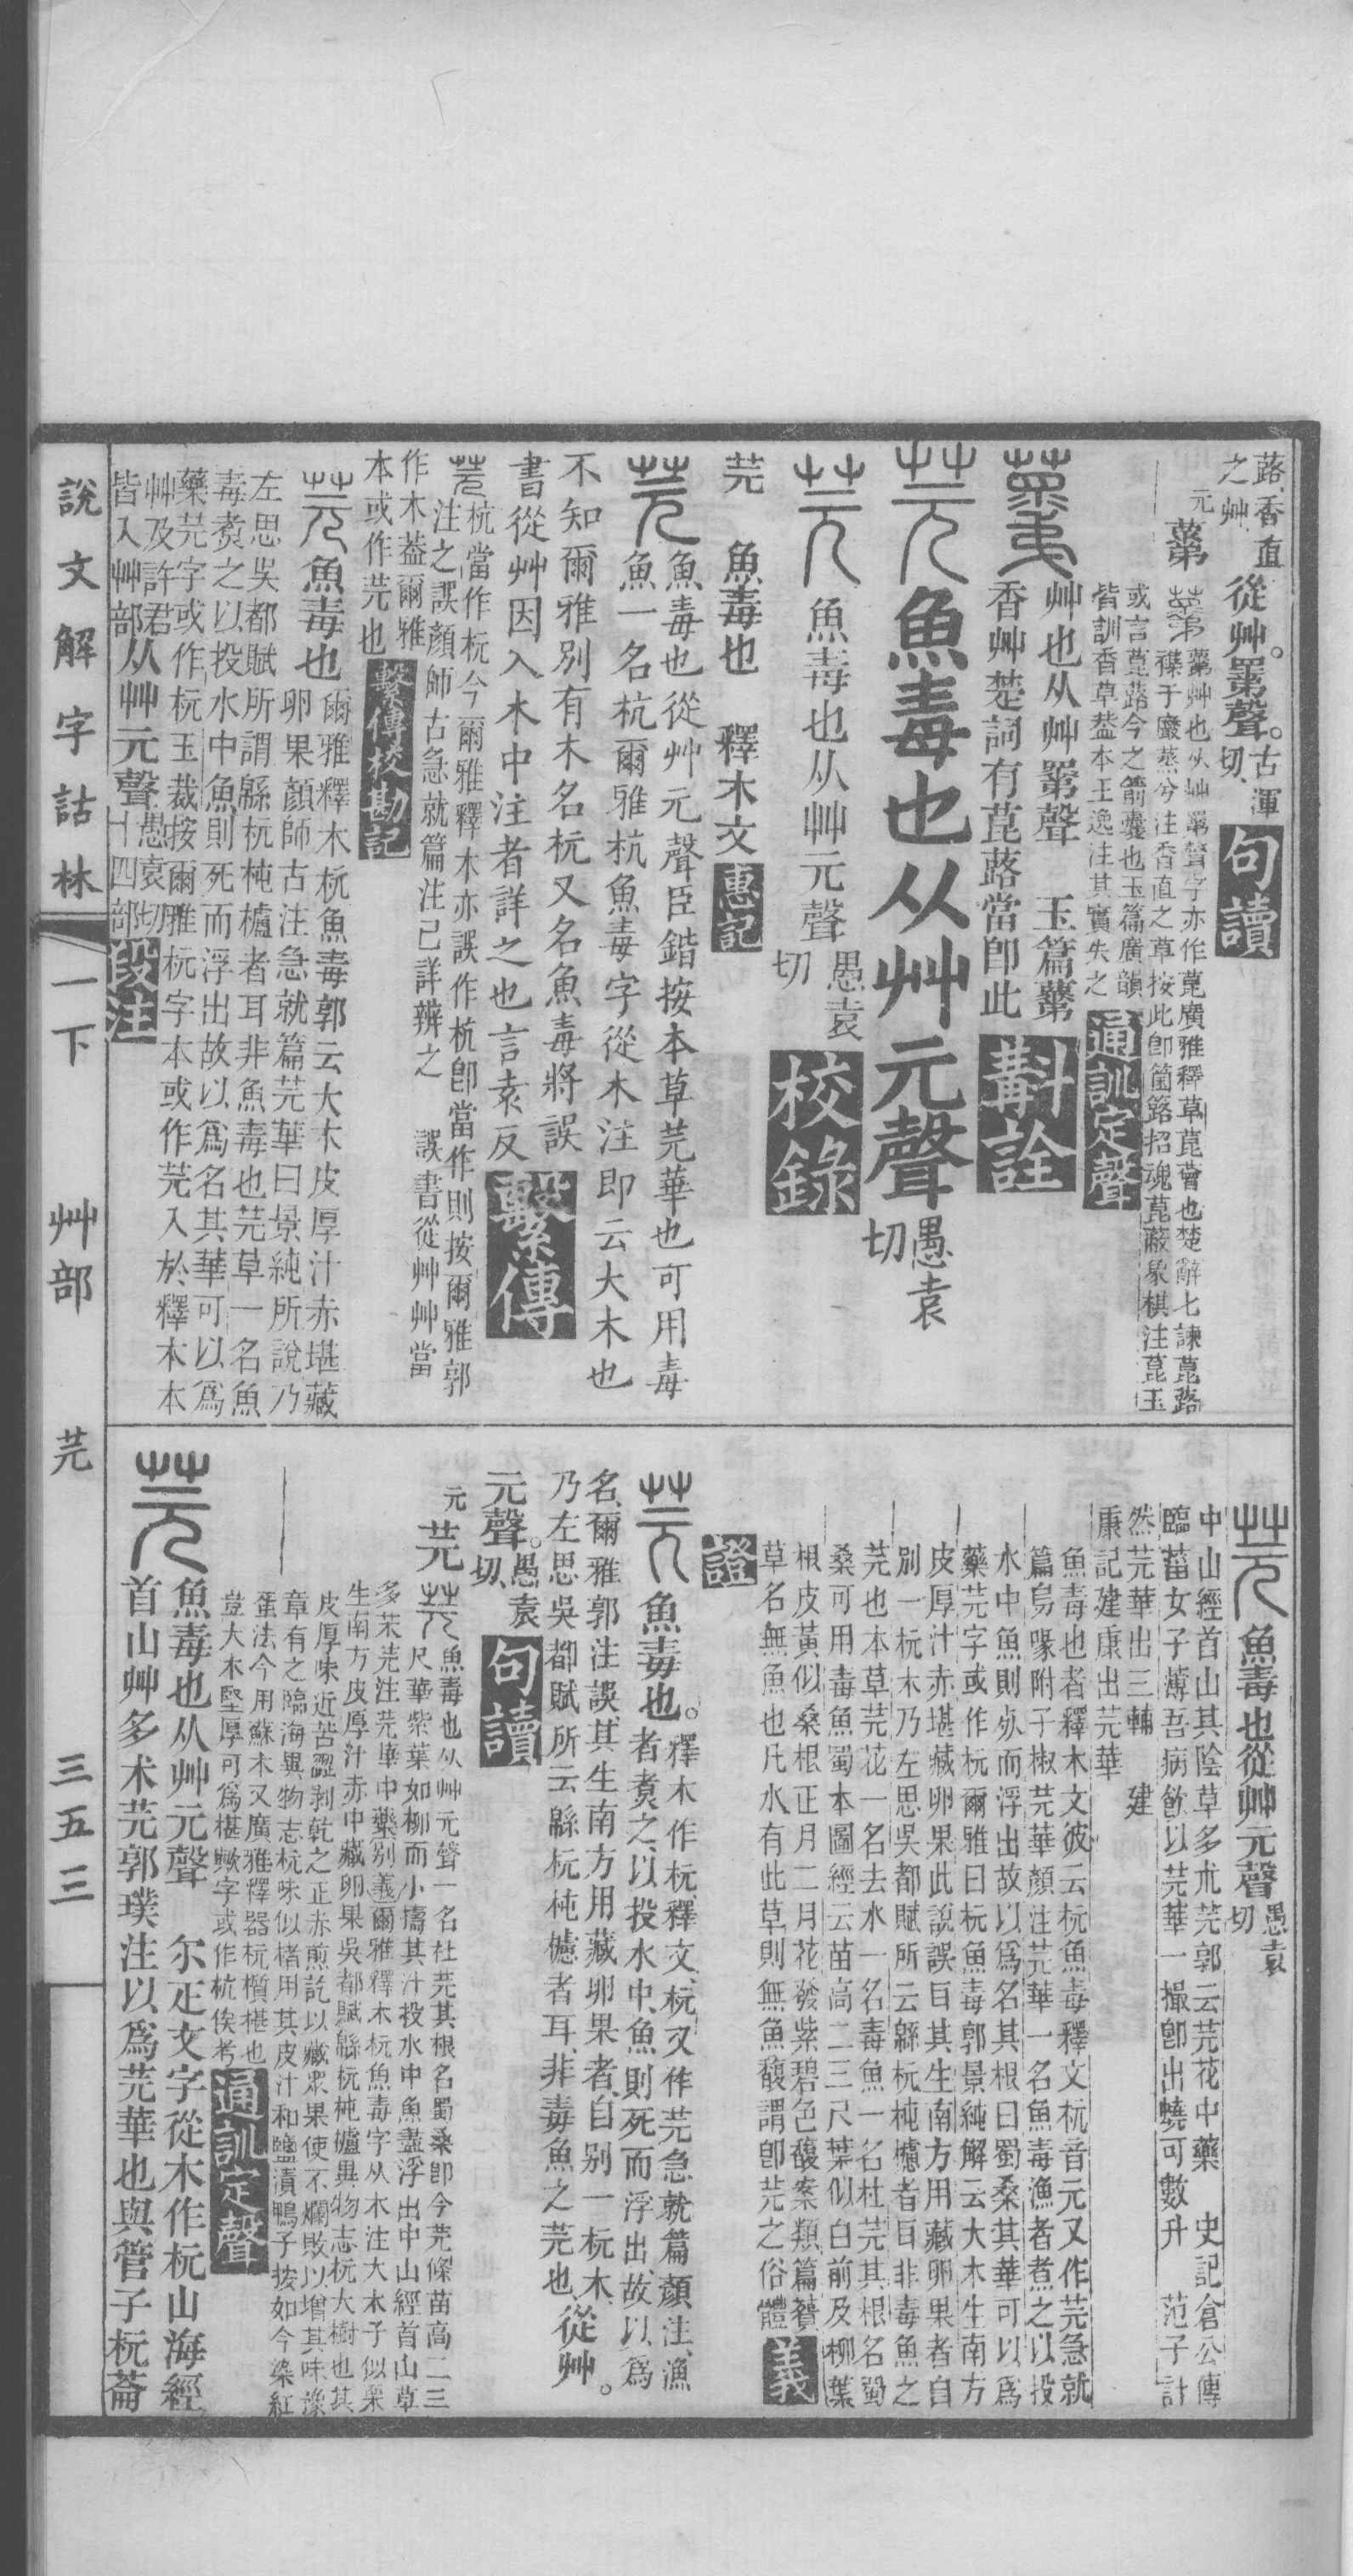 蕗、香直
之艸、
從艸。䓛聲。古渾切、
句讀
元
䓛
䓛艸也从艸䓛聲字亦作菎廣雅釋草菎蕾也楚辭七諫菎蕗
襍于黀蒸兮注香直之草按此卽箘簬招魂菎蔽象棋注菎玉
或言菎蕗今之箭囊也玉篇廣韻
皆訓香草葢本王逸注其實失之
通訓定聲
艸也从艸䓛聲 玉篇䓛
香艸楚詞有菎蕗當卽此
斠詮
魚毒也从艸元聲愚袁切
魚毒也从艸元聲愚袁切
校錄
芫 魚毒也 釋木文
惠記
魚毒也從艸元聲臣鍇按本草芫華也可用毒
魚一名杬爾雅杬魚毒字從木注即云大木也
不知爾雅別有木名杬又名魚毒將誤
書從艸因入木中注者詳之也言袁反
繫傳
杬當作杬今爾雅釋木亦誤作杬卽當作則按爾雅郭
注之誤顏師古急就篇注已詳辨之 誤書從艸艸當
作木葢爾雅
本或作芫也
繫傳校勘記
魚毒也爾雅釋木杬魚毒郭云大木皮厚汁赤堪藏
卵果顏師古注急就篇芫華曰景純所說乃
左思吳都賦所謂緜杬杶櫨者耳非魚毒也芫草一名魚
毒煑之以投水中魚則死而浮出故以爲名其華可以爲
藥芫字或作杬玉裁按爾雅杬字本或作芫入於釋木本
艸及許君
皆入艸部从艸元聲愚袁切十四部
段注
說文解字詁林
一下
艸部
芫
三五三
魚毒也從艸元聲愚袁切
中山經首山其陰草多朮芫郭云芫花中藥 史記倉公傳
臨菑女子薄吾病飮以芫華一撮卽出蟯可數升 范子計
然芫華出三輔 建
康記建康出芫華
魚毒也者釋木文彼云杬魚毒釋文杬音元又作芫急就
篇烏喙附子椒芫華顏注芫華一名魚毒漁者煮之以投
水中魚則死而浮出故以爲名其根曰蜀桑其華可以爲
藥芫字或作杬爾雅曰杬魚毒郭景純解云大木生南方
皮厚汁赤堪藏卵果此說誤耳其生南方用藏卵果者自
別一杬木乃左思吳都賦所云緜杬杶櫨者耳非毒魚之
芫也本草芫花一名去水一名毒魚一名杜芫其根名蜀
桑可用毒魚蜀本圖經云苗高二三尺葉似白前及柳葉
根皮黃似桑根正月二月花發紫碧色馥案類篇
草名無魚也凡水有此草則無魚馥謂卽芫之俗體
義
證
魚毒也。釋木作杬、釋文、杬又作芫、急就篇顏注、漁
者煮之、以投水中、魚則死而浮出、故以爲
名、爾雅郭注誤、其生南方用藏卵果者、自別一杬木、
乃左思吳都賦所云緜杬杶櫨者耳、非毒魚之芫也、從艸。
元聲。愚袁切、
句讀
元
芫
魚毒也从艸元聲一名杜芫其根名蜀桑卽今芫條苗高二三
尺華紫葉如柳而小擣其汁投水中魚盡浮出中山經首山草
多芫注芫華中藥別義爾雅釋木杬魚毒字从木注大木子似栗
生南方皮厚汁赤中藏卵果吳都賦緜杬杶櫨異物志杬大樹也其
皮厚味近苦澀剝乾之正赤煎訖以藏眾果使不爛敗以增其味豫
章有之臨海異物志杬味似楮用其皮汁和鹽漬鴨子按如今染紅
蛋法今用蘇木又廣雅釋器杬櫍椹也
豈大木堅厚可爲椹歟字或作杬俟考
通訓定聲
魚毒也从艸元聲 尒疋文字從木作杬山海經
首山艸多朮芫郭璞注以爲芫華也與管子杬菕